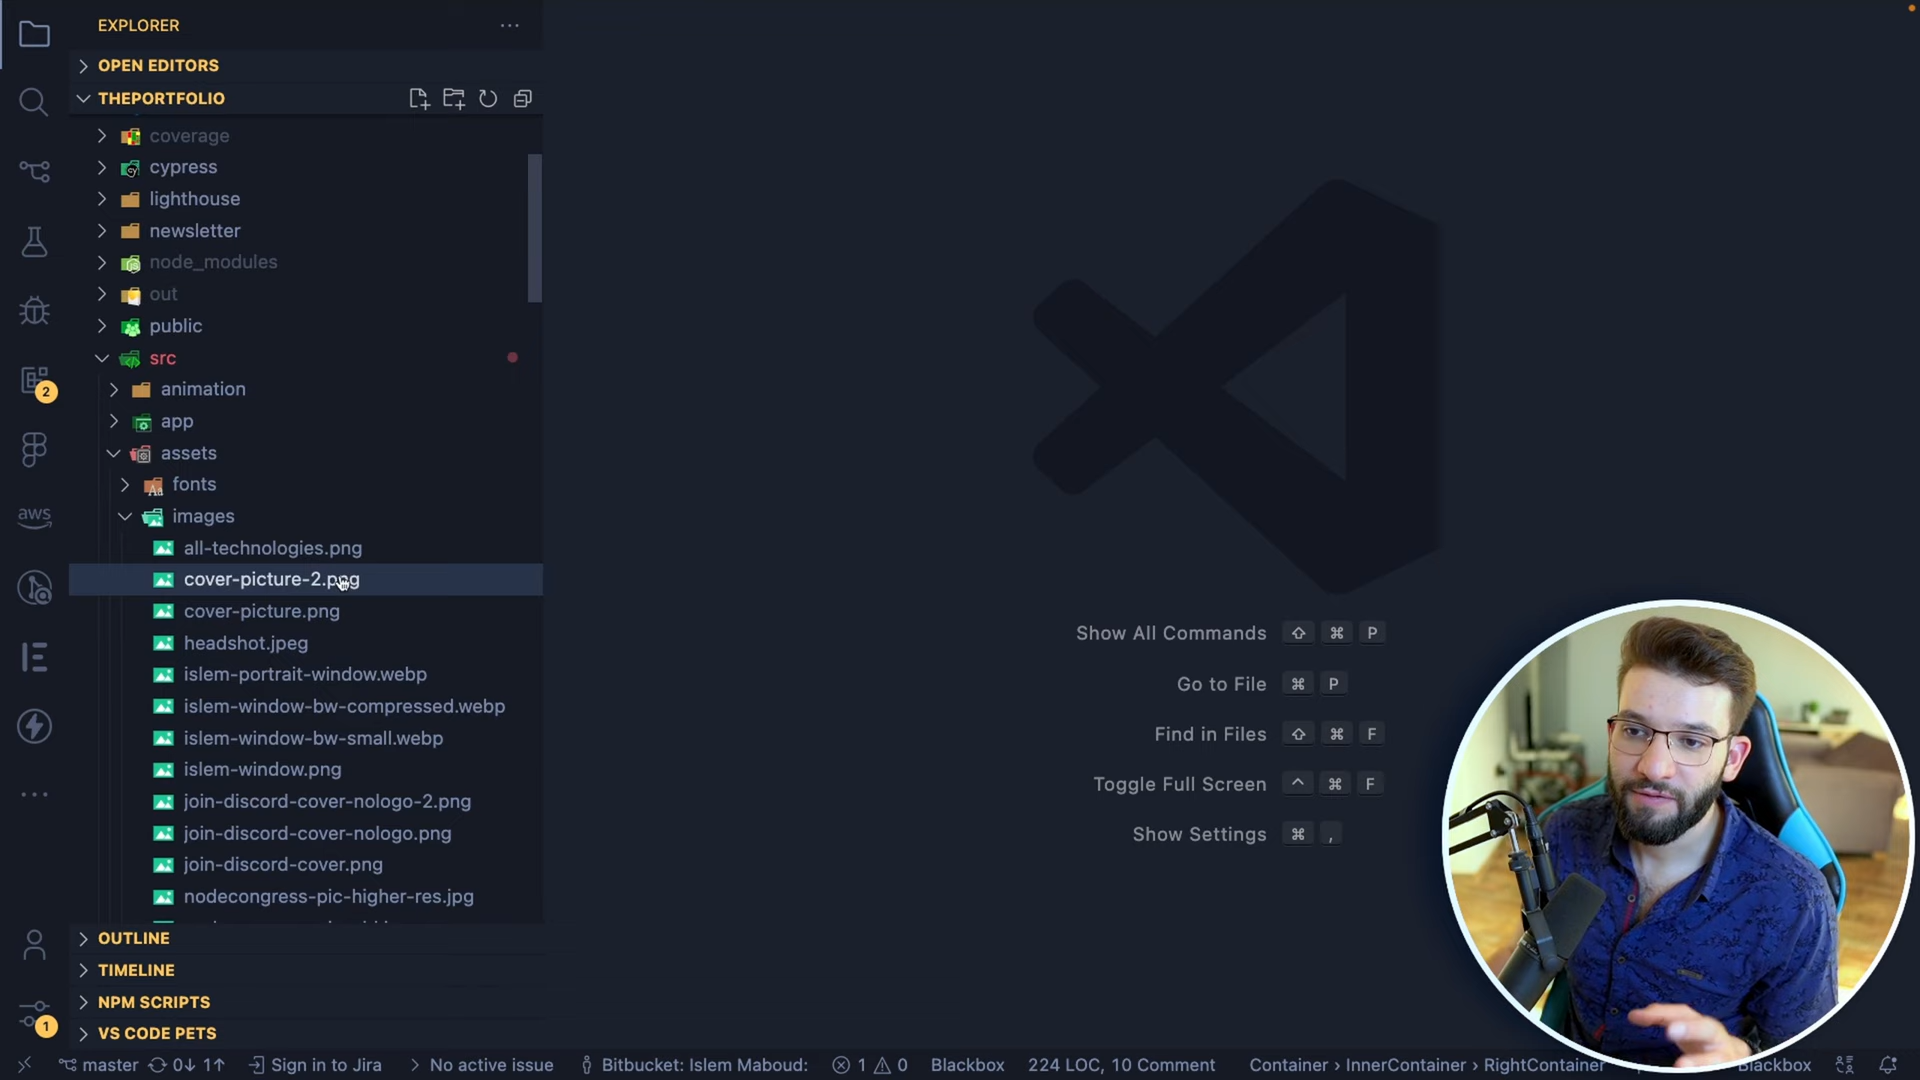 EXPLORER
OPEN EDITORS
THEPORTFOLIO
coverage
cypress
lighthouse
newsletter
node_modules
out
public
src
animation
app
assets
fonts
images
all-technologies.png
cover-picture-2.png
cover-picture.png
headshot.jpeg
islem-portrait-window.webp
islem-window-bw-compressed.webp
islem-window-bw-small.webp
islem-window.png
join-discord-cover-nologo-2.png
join-discord-cover-nologo.png
join-discord-cover.png
nodecongress-pic-higher-res.jpg
OUTLINE
TIMELINE
NPM SCRIPTS
VS CODE PETS
2
aws
1
Show All Commands ⇧ ⌘ P
Go to File ⌘ P
Find in Files ⇧ ⌘ F
Toggle Full Screen ^ ⌘ F
Show Settings ⌘ ,
master 0↓ 1↑ Sign in to Jira No active issue Bitbucket: Islem Maboud: 1 0 Blackbox 224 LOC, 10 Comment Container › InnerContainer › RightContainer Blackbox